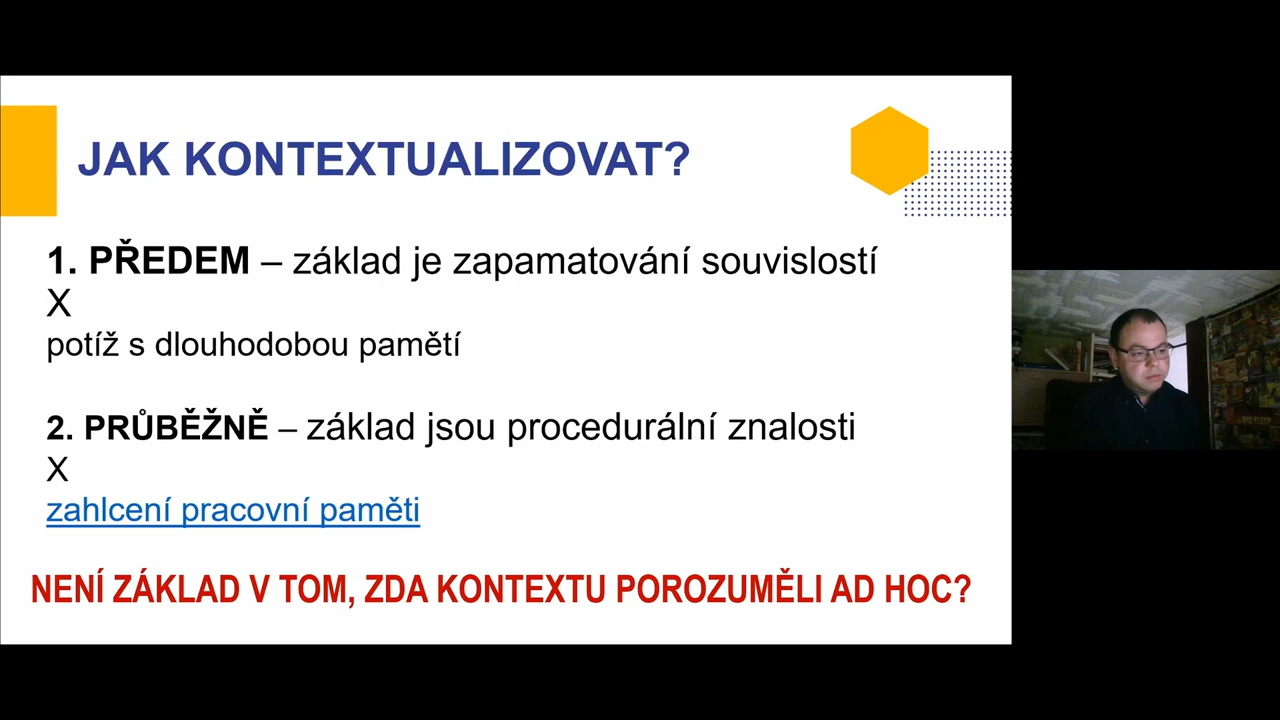 JAK KONTEXTUALIZOVAT?
1. PŘEDEM – základ je zapamatování souvislostí
X
potíž s dlouhodobou pamětí
2. PRŮBĚŽNĚ – základ jsou procedurální znalosti
X
zahlcení pracovní paměti
NENÍ ZÁKLAD V TOM, ZDA KONTEXTU POROZUMĚLI AD HOC?